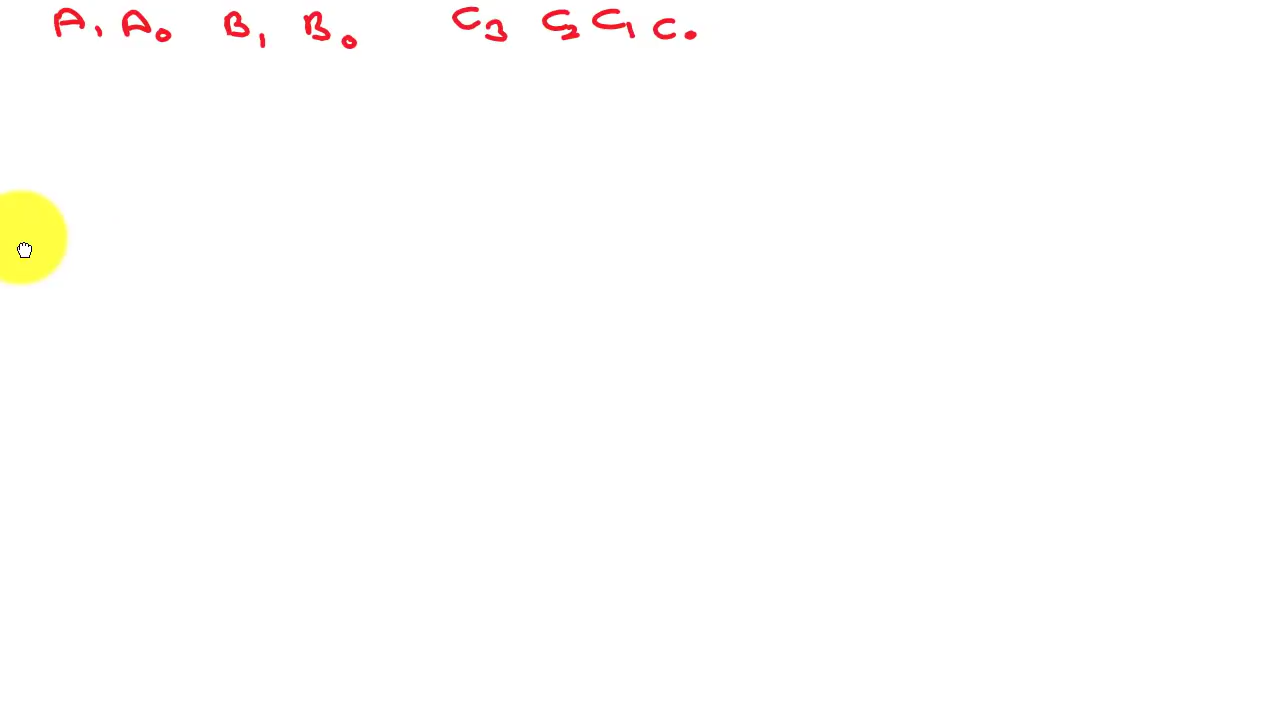 A₁ A₀ B₁ B₀ C₃ C₂ C₁ C₀